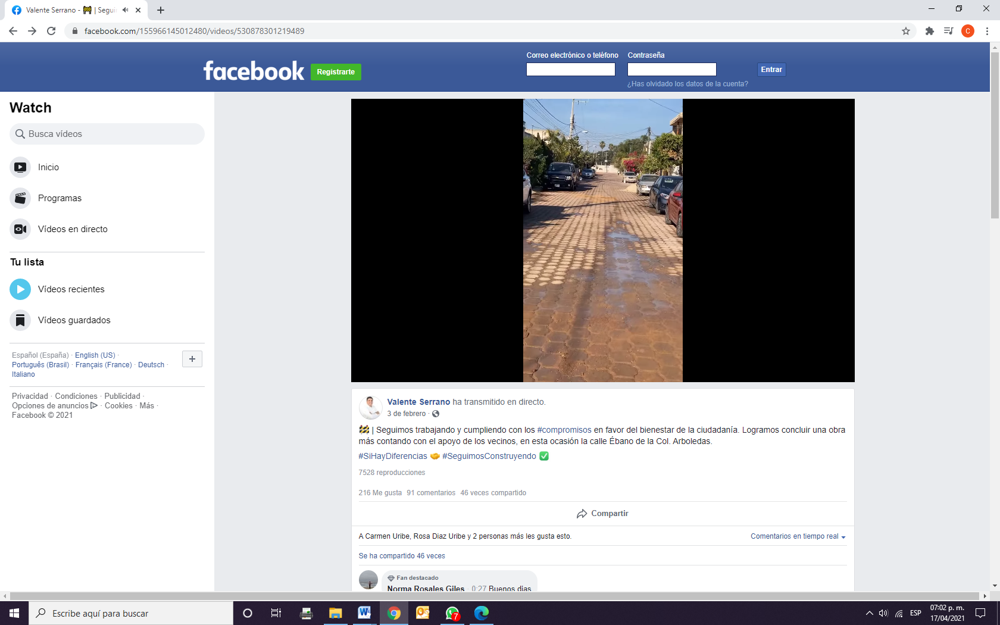 Valente Serrano - 🚧 | Segui
facebook.com/155966145012480/videos/530878301219489
C
facebook
Registrarte
Correo electrónico o teléfono
Contraseña
Entrar
¿Has olvidado los datos de la cuenta?
Watch
Busca vídeos
Inicio
Programas
Vídeos en directo
Tu lista
Vídeos recientes
Vídeos guardados
Español (España) · English (US) ·
Português (Brasil) · Français (France) · Deutsch ·
Italiano
Privacidad · Condiciones · Publicidad ·
Opciones de anuncios · Cookies · Más ·
Facebook © 2021
Valente Serrano ha transmitido en directo.
3 de febrero ·
🚧 | Seguimos trabajando y cumpliendo con los #compromisos en favor del bienestar de la ciudadanía. Logramos concluir una obra
más contando con el apoyo de los vecinos, en esta ocasión la calle Ébano de la Col. Arboledas.
#SiHayDiferencias 🤝 #SeguimosConstruyendo ✅
7528 reproducciones
216 Me gusta 91 comentarios 46 veces compartido
Compartir
A Carmen Uribe, Rosa Diaz Uribe y 2 personas más les gusta esto.
Comentarios en tiempo real
Se ha compartido 46 veces
Fan destacado
Norma Rosales Giles · 0:27 Buenos dias
Escribe aquí para buscar
7
ESP
07:02 p. m.
17/04/2021